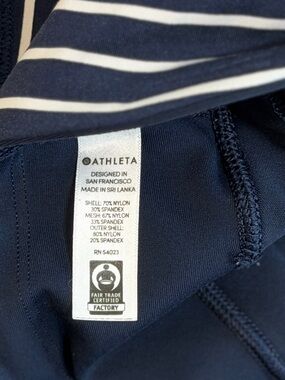 ATHLETA
DESIGNED IN
SAN FRANCISCO
MADE IN SRI LANKA
SHELL: 70% NYLON
30% SPANDEX
MESH: 67% NYLON
33% SPANDEX
OUTER SHELL:
80% NYLON
20% SPANDEX
RN 54023
FAIR TRADE
CERTIFIED
FACTORY